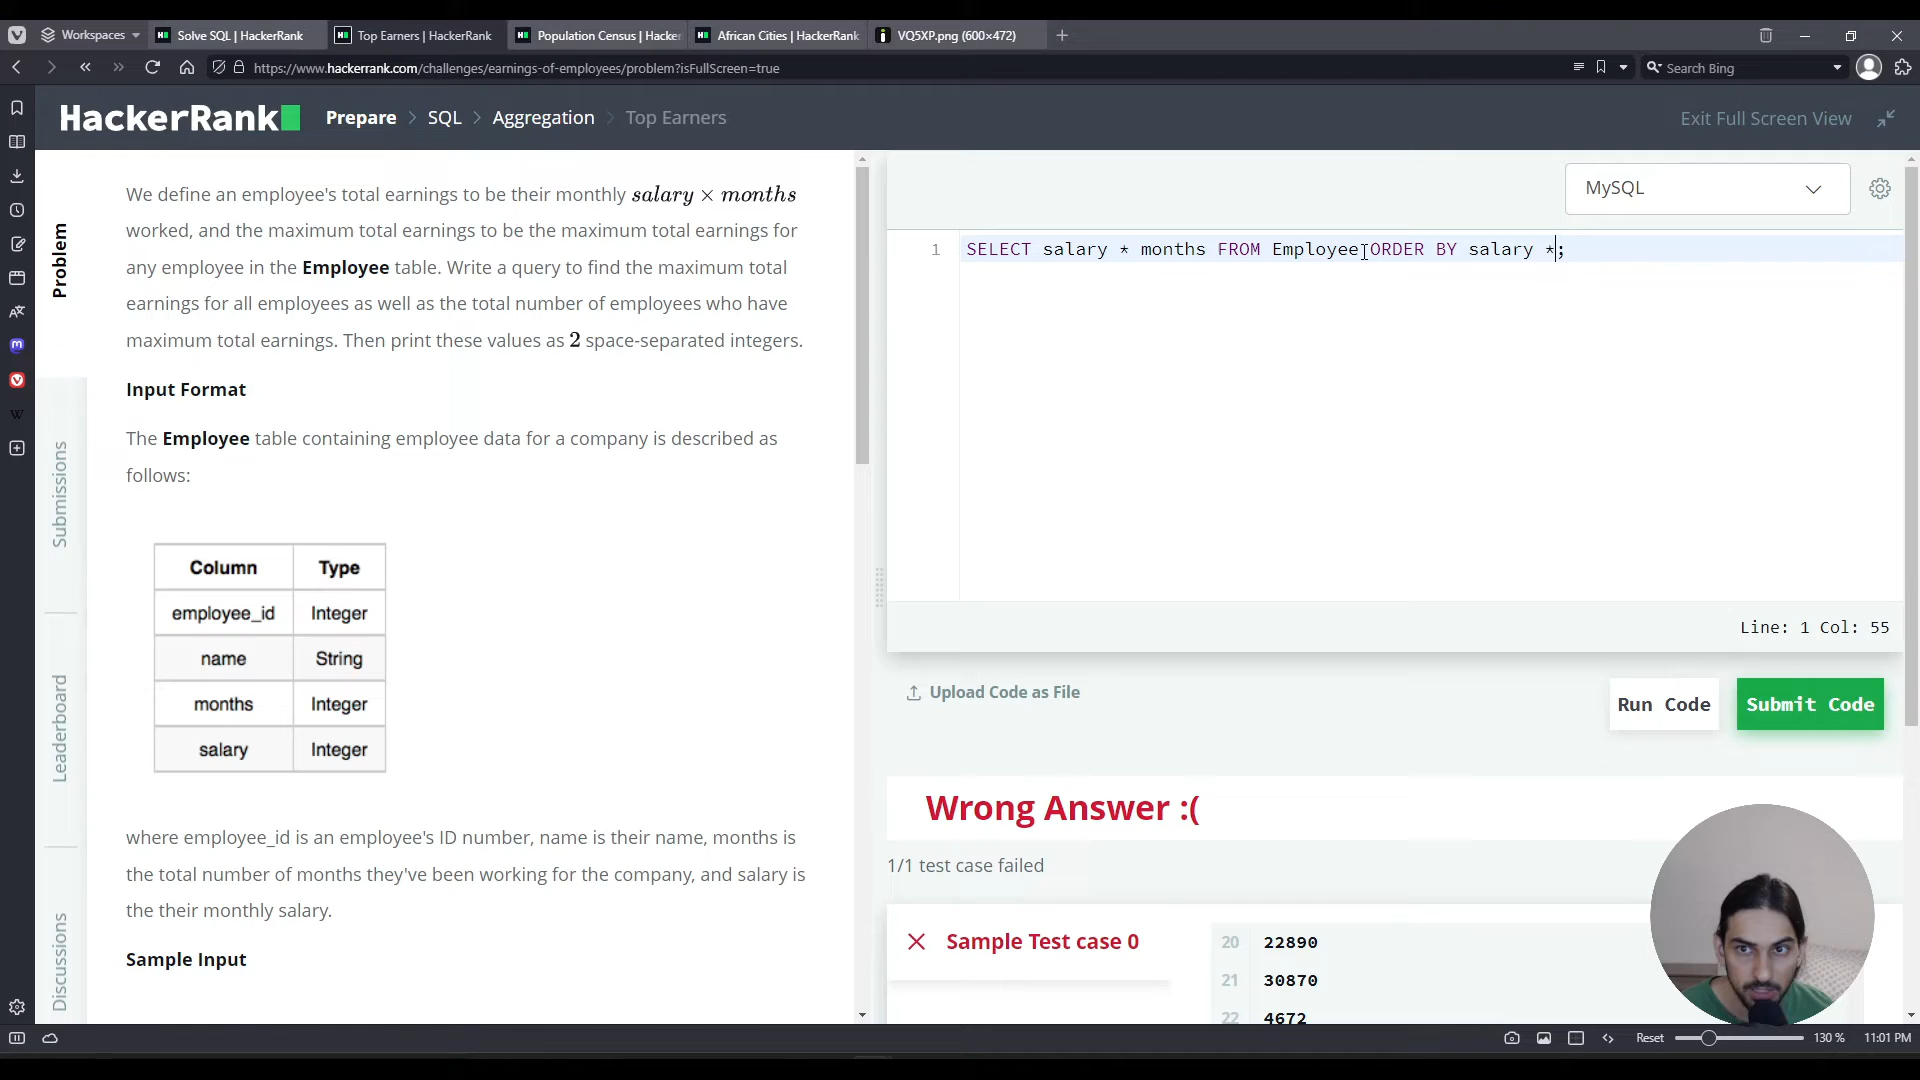 Workspaces
Solve SQL | HackerRank
Top Earners | HackerRank
Population Census | Hacke
African Cities | HackerRank
VQ5XP.png (600×472)
https://www.hackerrank.com/challenges/earnings-of-employees/problem?isFullScreen=true
Search Bing
HackerRank
Prepare > SQL > Aggregation > Top Earners
Exit Full Screen View
Problem
Submissions
Leaderboard
Discussions
We define an employee's total earnings to be their monthly salary × months
worked, and the maximum total earnings to be the maximum total earnings for
any employee in the Employee table. Write a query to find the maximum total
earnings for all employees as well as the total number of employees who have
maximum total earnings. Then print these values as 2 space-separated integers.
Input Format
The Employee table containing employee data for a company is described as
follows:
Column Type
employee_id Integer
name String
months Integer
salary Integer
where employee_id is an employee's ID number, name is their name, months is
the total number of months they've been working for the company, and salary is
the their monthly salary.
Sample Input
MySQL
1 SELECT salary * months FROM Employee ORDER BY salary *;
Line: 1 Col: 55
Upload Code as File
Run Code
Submit Code
Wrong Answer :(
1/1 test case failed
Sample Test case 0
20 22890
21 30870
22 4672
Reset
130 %
11:01 PM